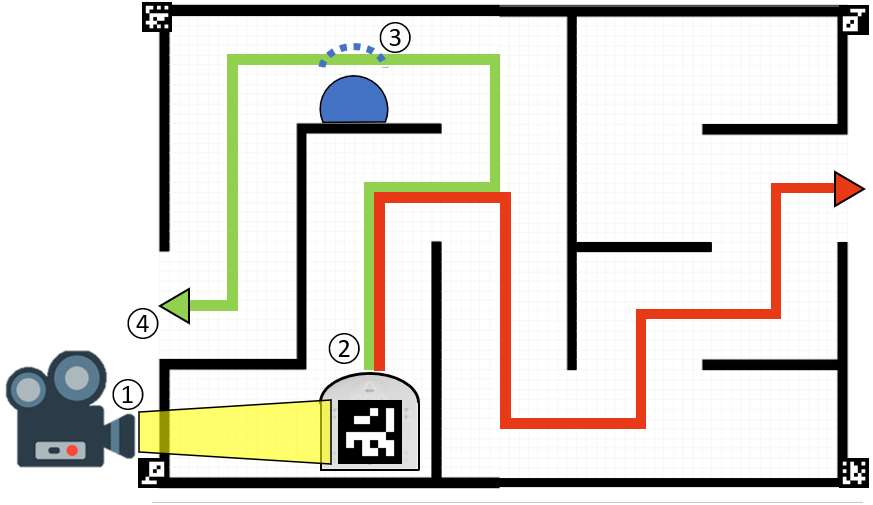 ③
②
④
①